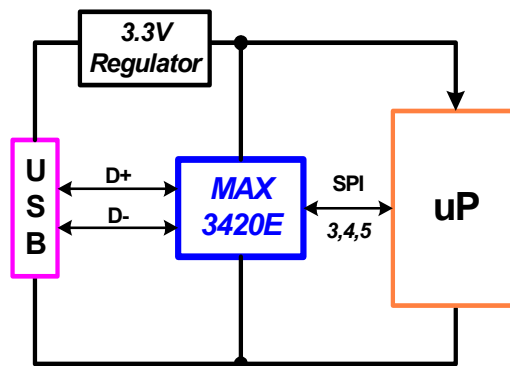 3.3V
Regulator
U
S
B
D+
D-
MAX
3420E
SPI
3,4,5
uP